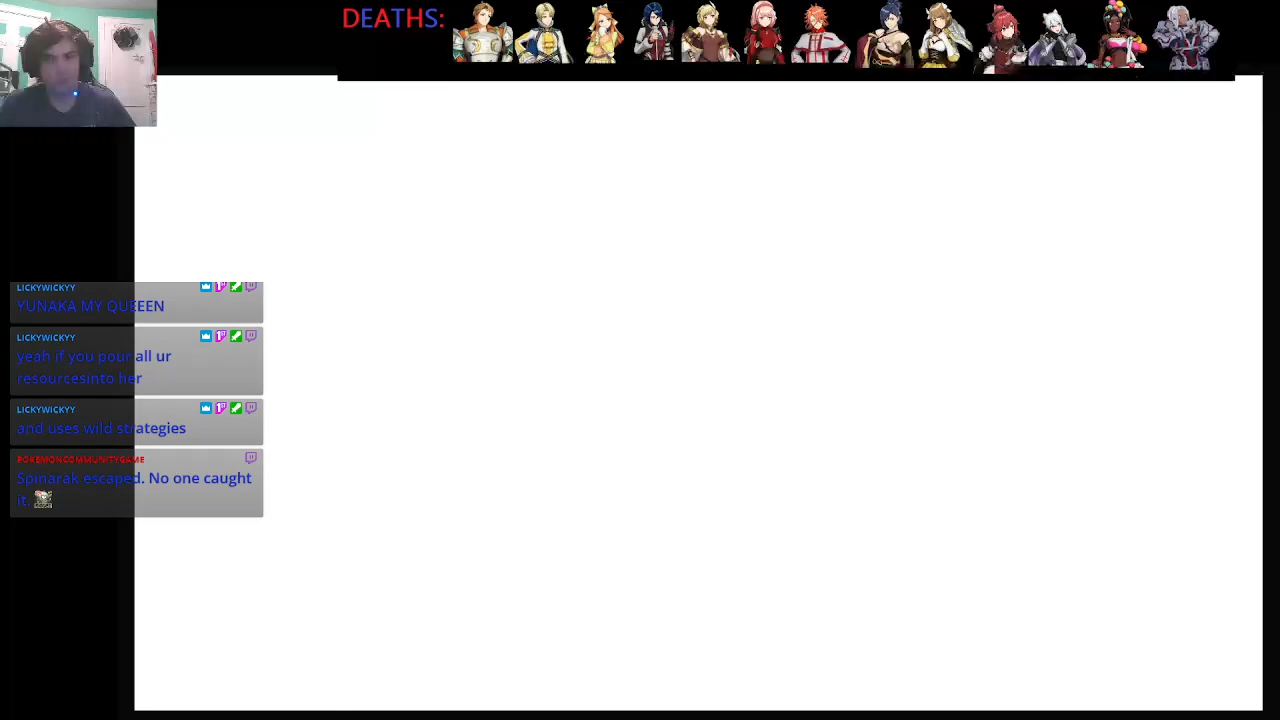 DEATHS:
LICKYWICKYY
YUNAKA MY QUEEEN
LICKYWICKYY
yeah if you pour all ur
resourcesinto her
LICKYWICKYY
and uses wild strategies
POKEMONCOMMUNITYGAME
Spinarak escaped. No one caught
it.